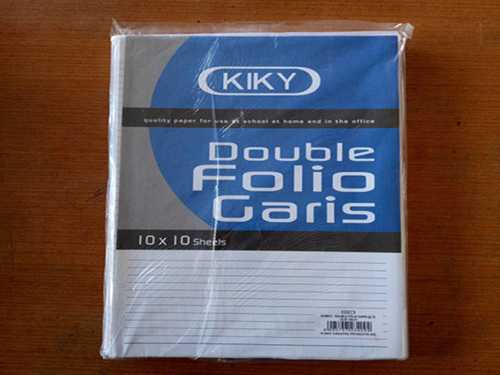 KIKY
quality paper for use at school at home and in the office
Double
Folio
Garis
10 x 10 Sheets